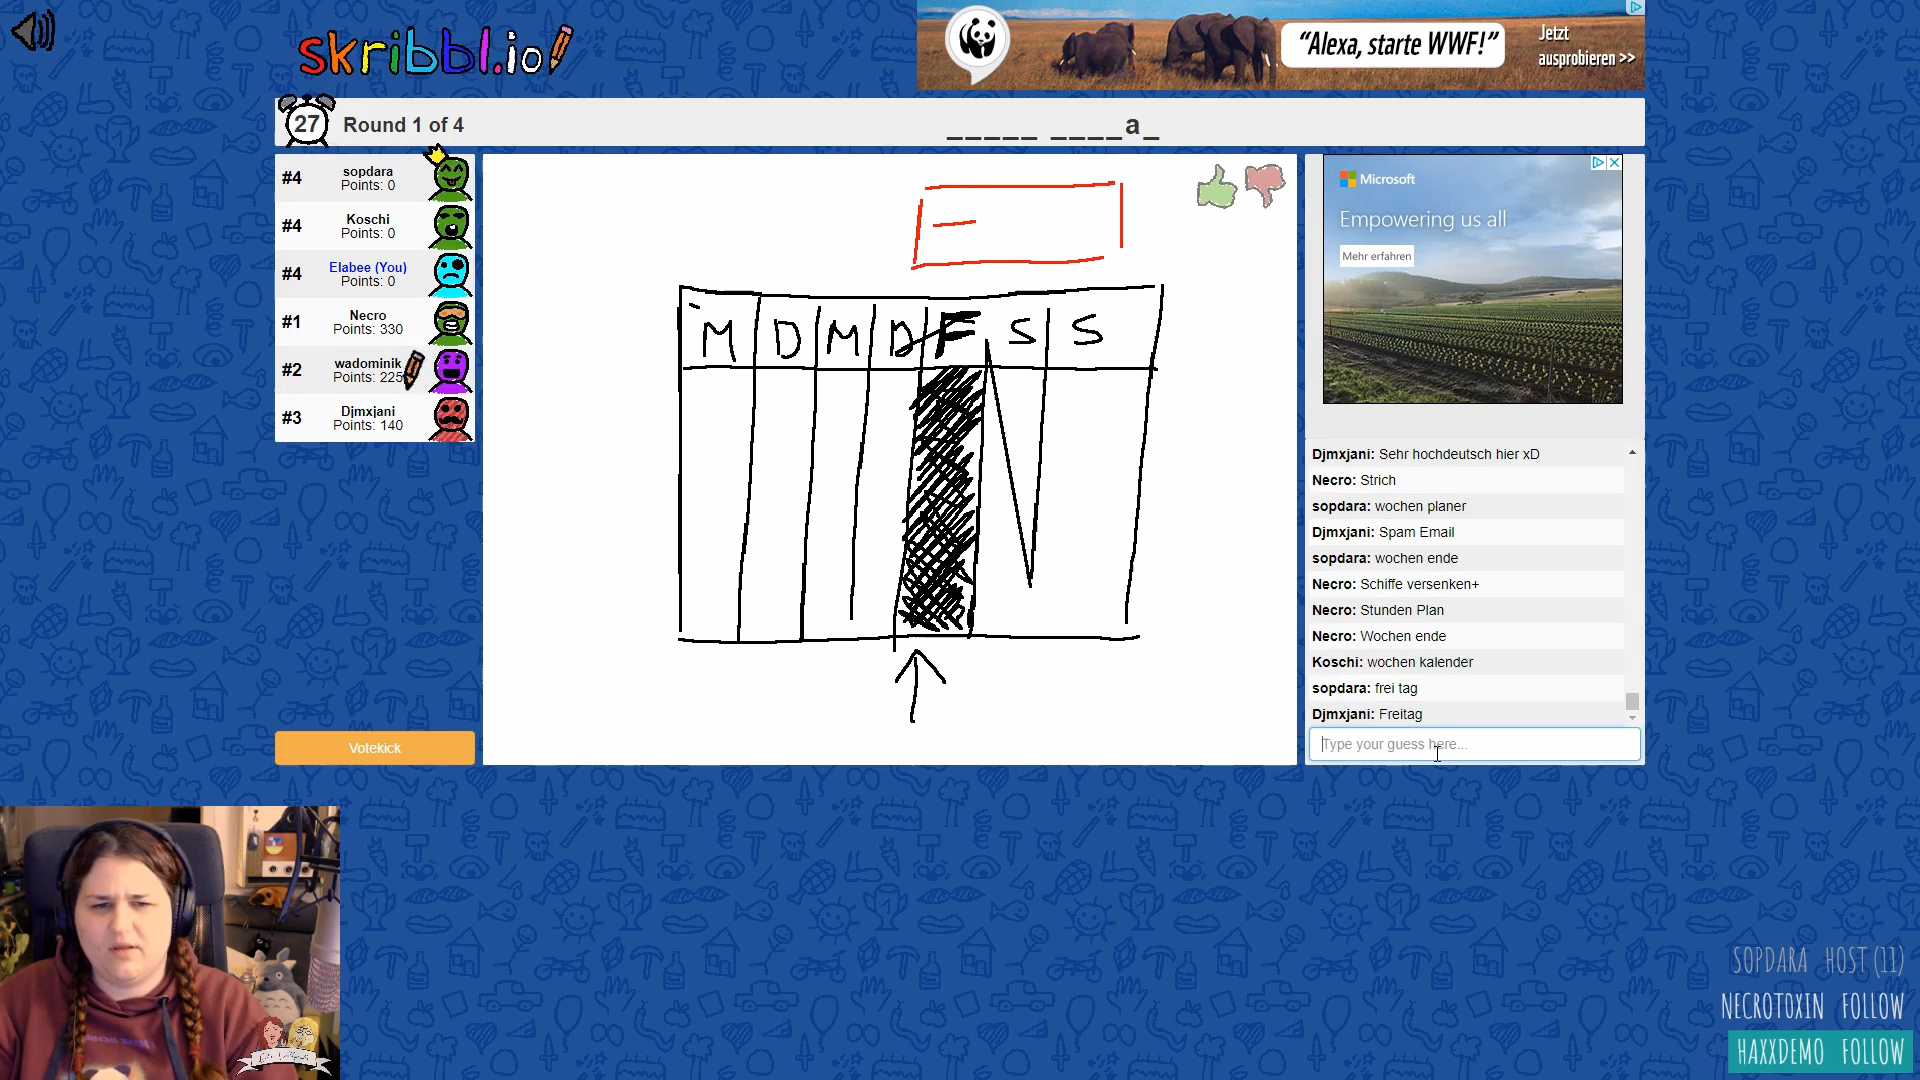 skribbl.io
"Alexa, starte WWF!"
Jetzt
ausprobieren >>
27
Round 1 of 4
_____ ____a_
#4
sopdara
Points: 0
#4
Koschi
Points: 0
#4
Elabee (You)
Points: 0
#1
Necro
Points: 330
#2
wadominik
Points: 225
#3
Djmxjani
Points: 140
Votekick
M D M D F S S
Microsoft
Empowering us all
Mehr erfahren
Djmxjani: Sehr hochdeutsch hier xD
Necro: Strich
sopdara: wochen planer
Djmxjani: Spam Email
sopdara: wochen ende
Necro: Schiffe versenken+
Necro: Stunden Plan
Necro: Wochen ende
Koschi: wochen kalender
sopdara: frei tag
Djmxjani: Freitag
Type your guess here...
SOPDARA HOST (11)
NECROTOXIN FOLLOW
HAXXDEMO FOLLOW